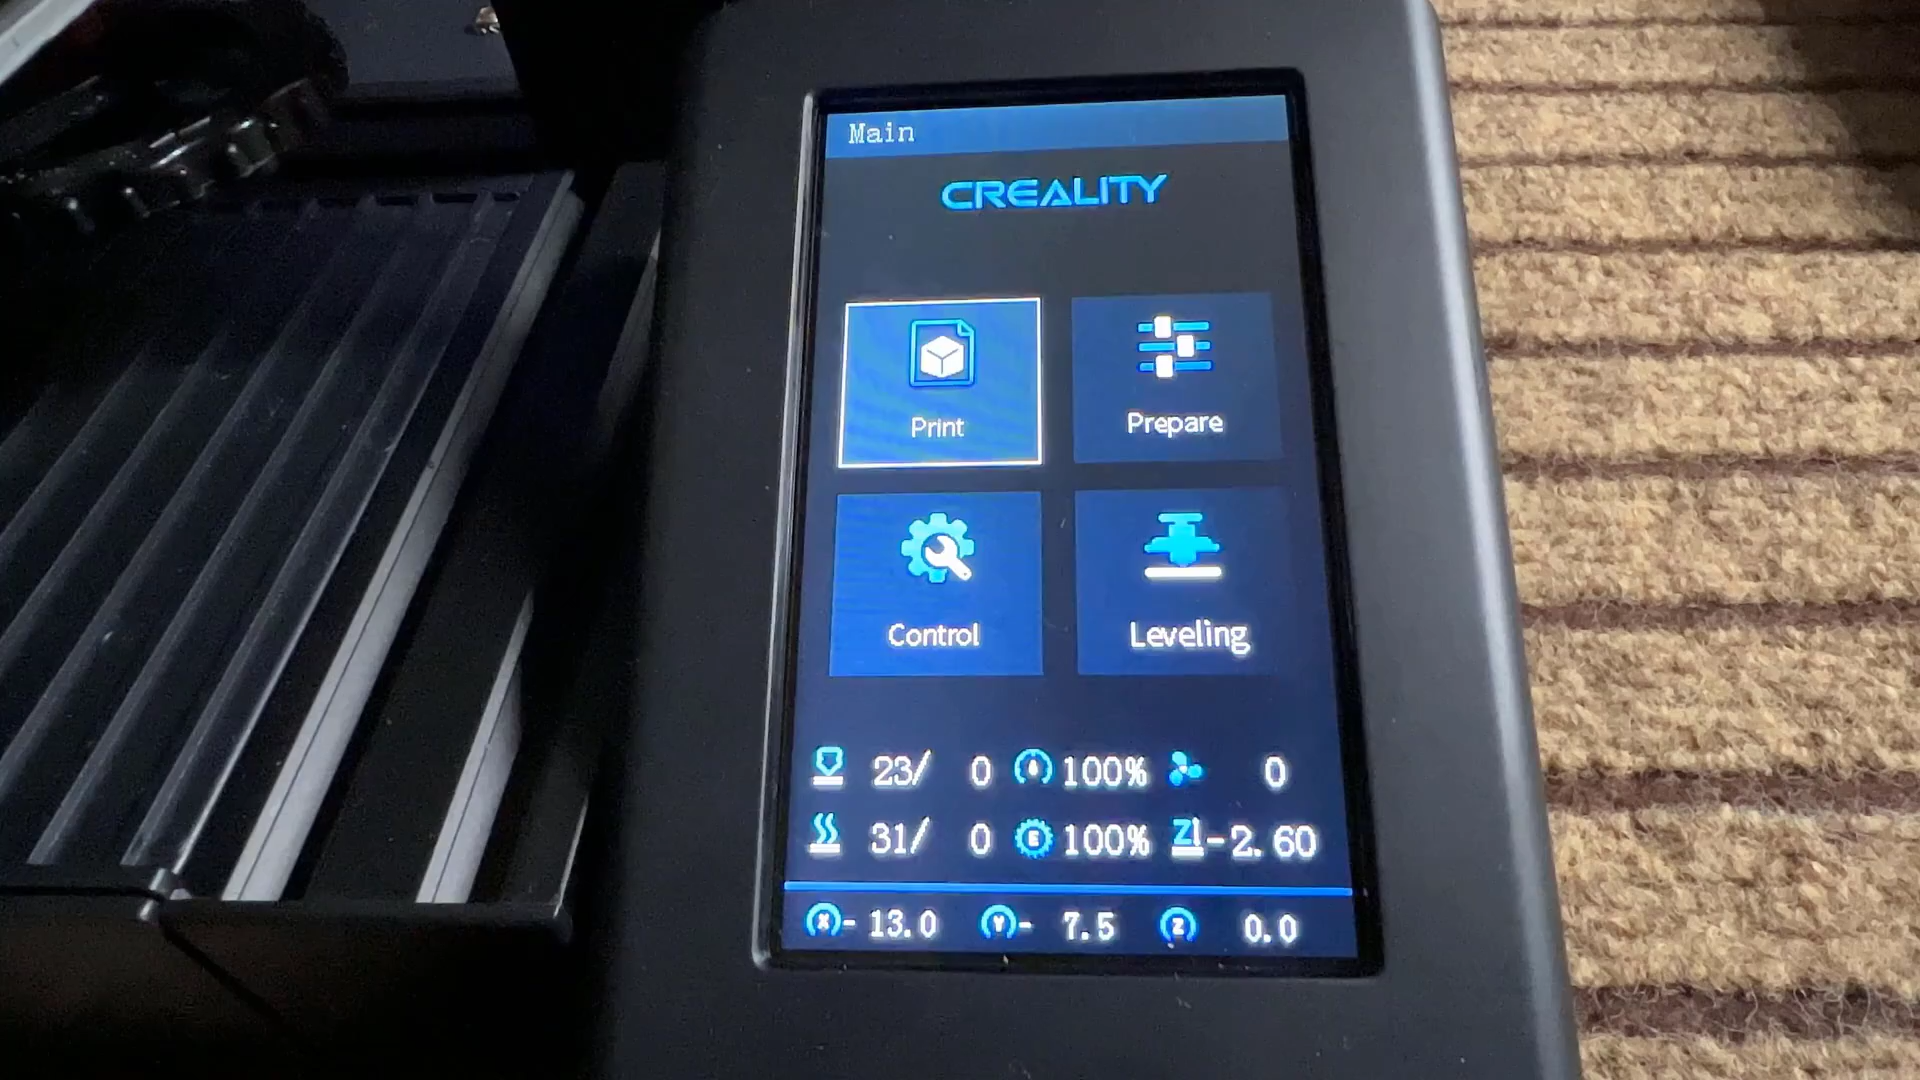 Main
CREALITY
Print
Prepare
Control
Leveling
23/ 0 100% 0
31/ 0 E 100% Z -2.60
X - 13.0 Y - 7.5 Z 0.0